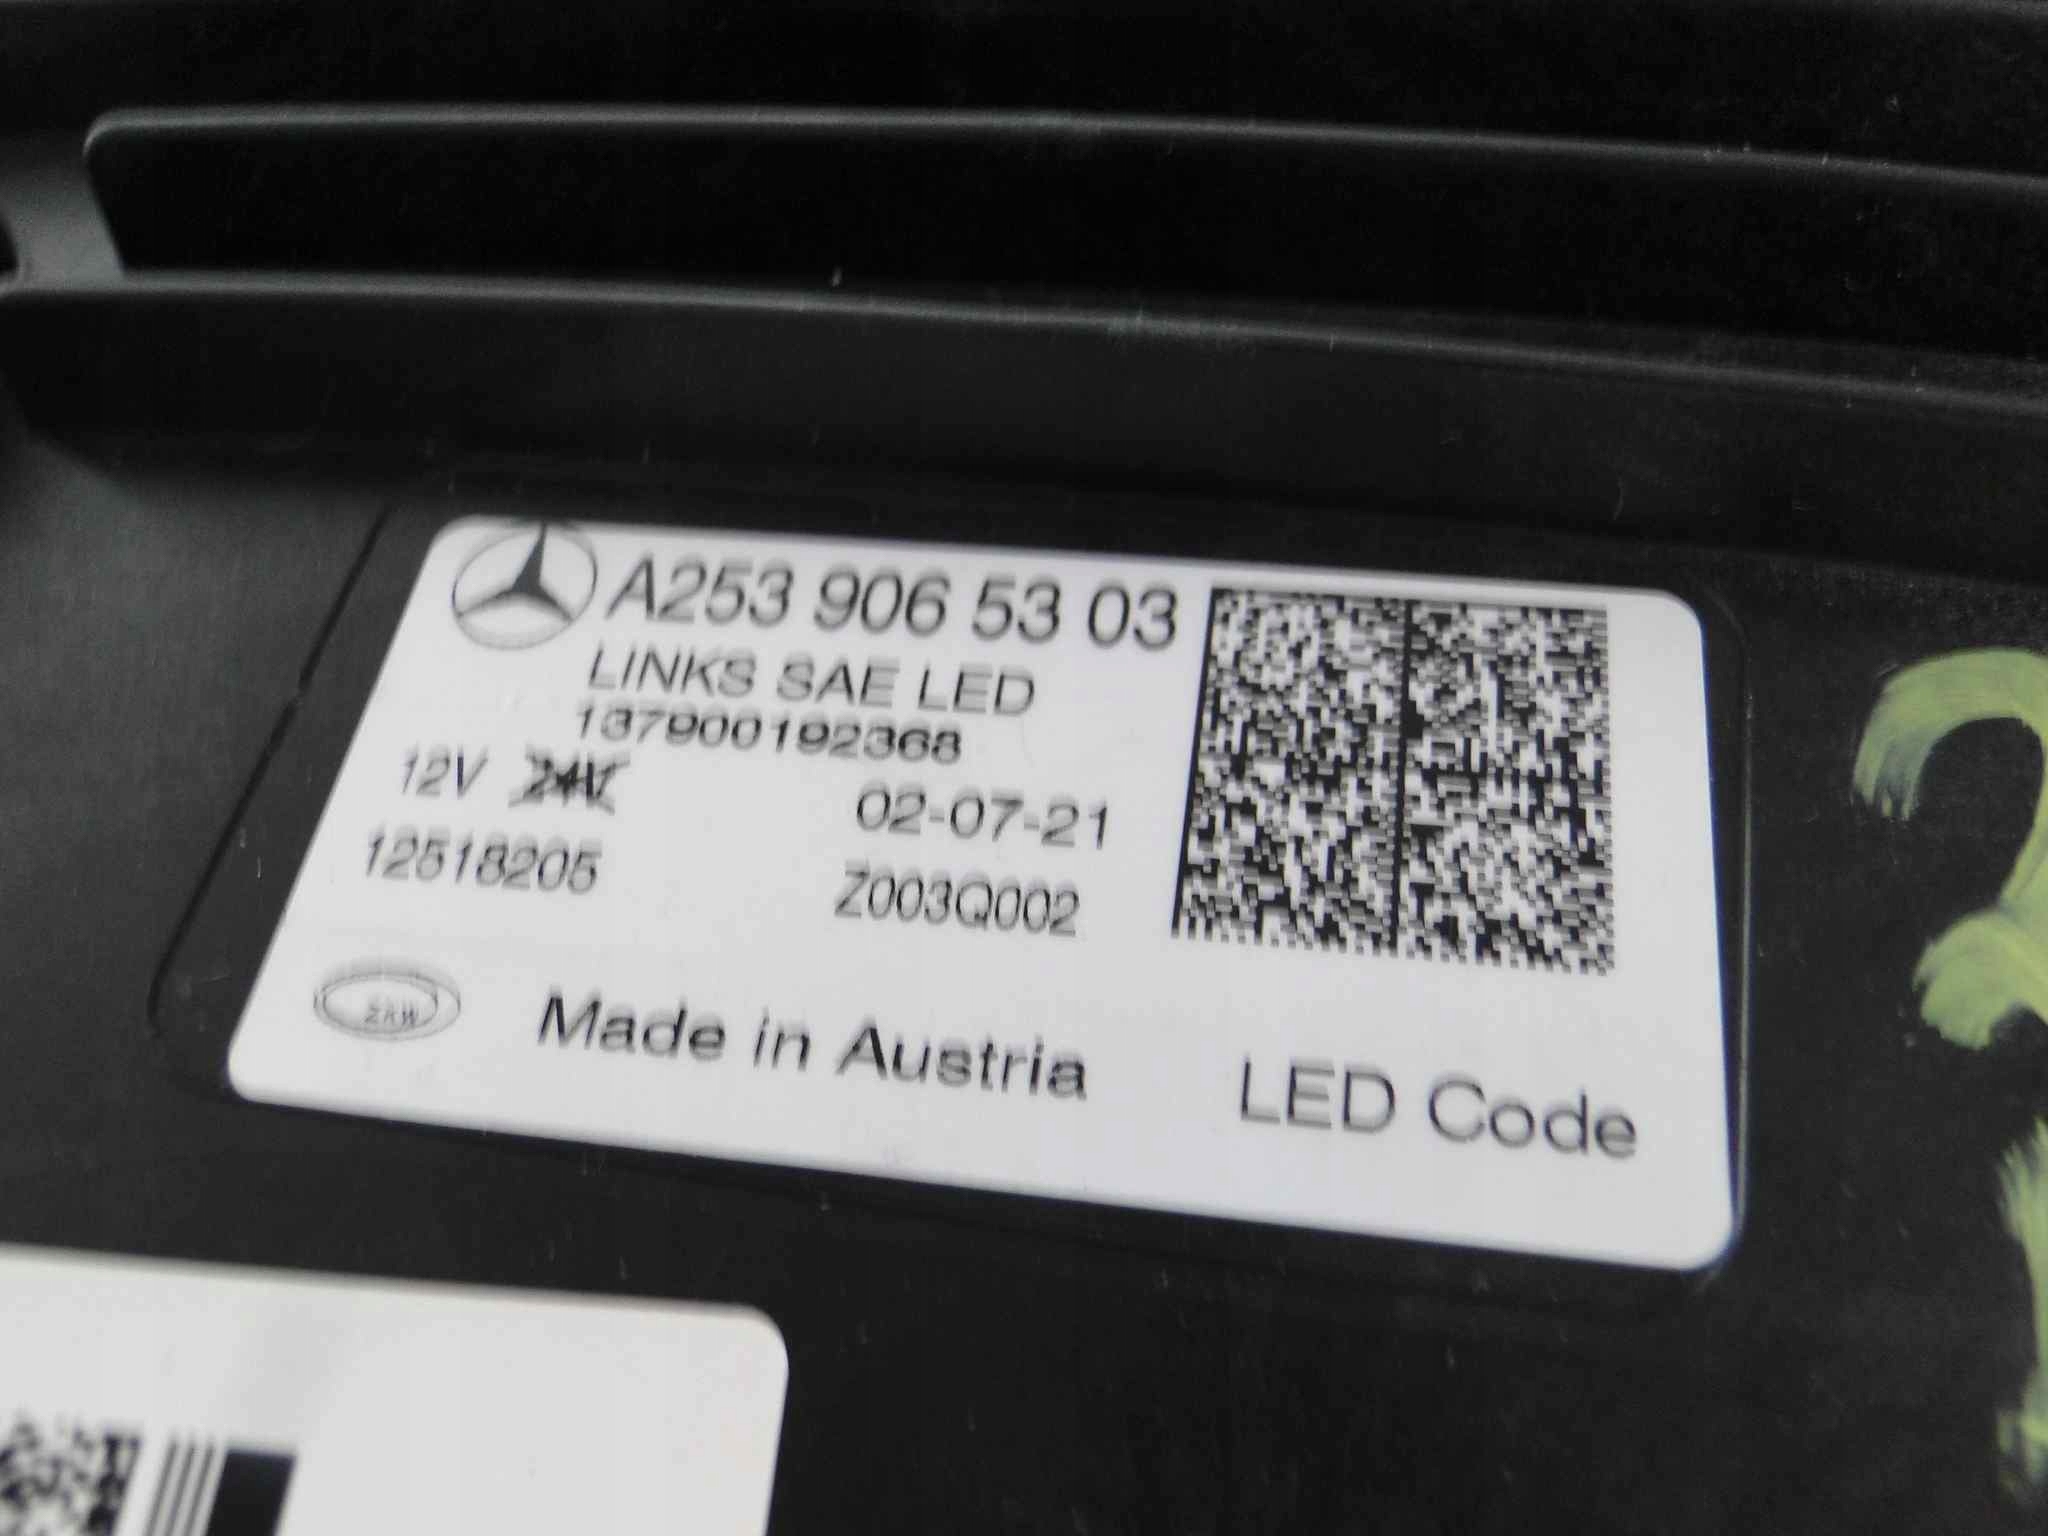 A253 906 53 03
LINKS SAE LED
137900192368
12V 24V
02-07-21
12518205
Z003Q002
ZKW
Made in Austria
LED Code